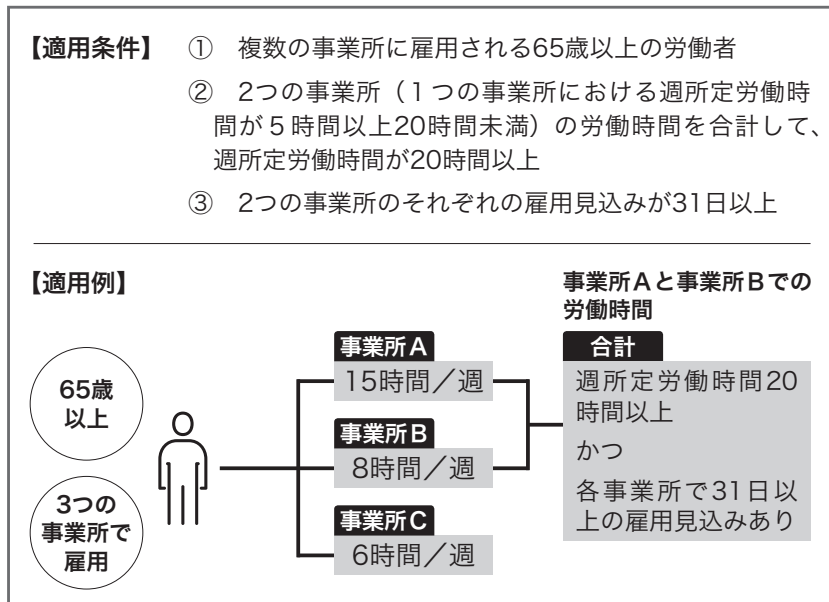 【適用条件】 ① 複数の事業所に雇用される65歳以上の労働者
② 2つの事業所（１つの事業所における週所定労働時
間が５時間以上20時間未満）の労働時間を合計して、
週所定労働時間が20時間以上
③ 2つの事業所のそれぞれの雇用見込みが31日以上
【適用例】
65歳
以上
3つの
事業所で
雇用
事業所Ａ
15時間／週
事業所Ｂ
8時間／週
事業所Ｃ
6時間／週
事業所Ａと事業所Ｂでの
労働時間
合計
週所定労働時間20
時間以上
かつ
各事業所で31日以
上の雇用見込みあり